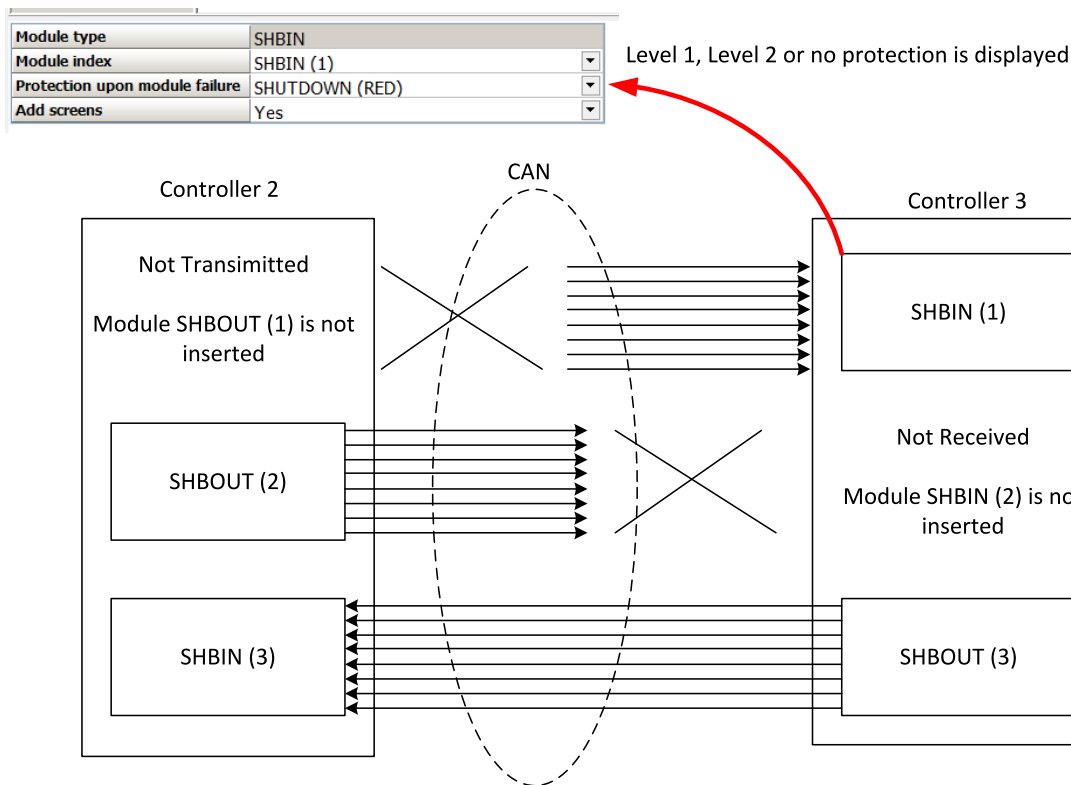 Module type SHBIN
Module index SHBIN (1)
Protection upon module failure SHUTDOWN (RED)
Add screens Yes
Level 1, Level 2 or no protection is displayed
CAN
Controller 2
Controller 3
Not Transimitted
Module SHBOUT (1) is not
inserted
SHBIN (1)
SHBOUT (2)
Not Received
Module SHBIN (2) is no
inserted
SHBIN (3)
SHBOUT (3)